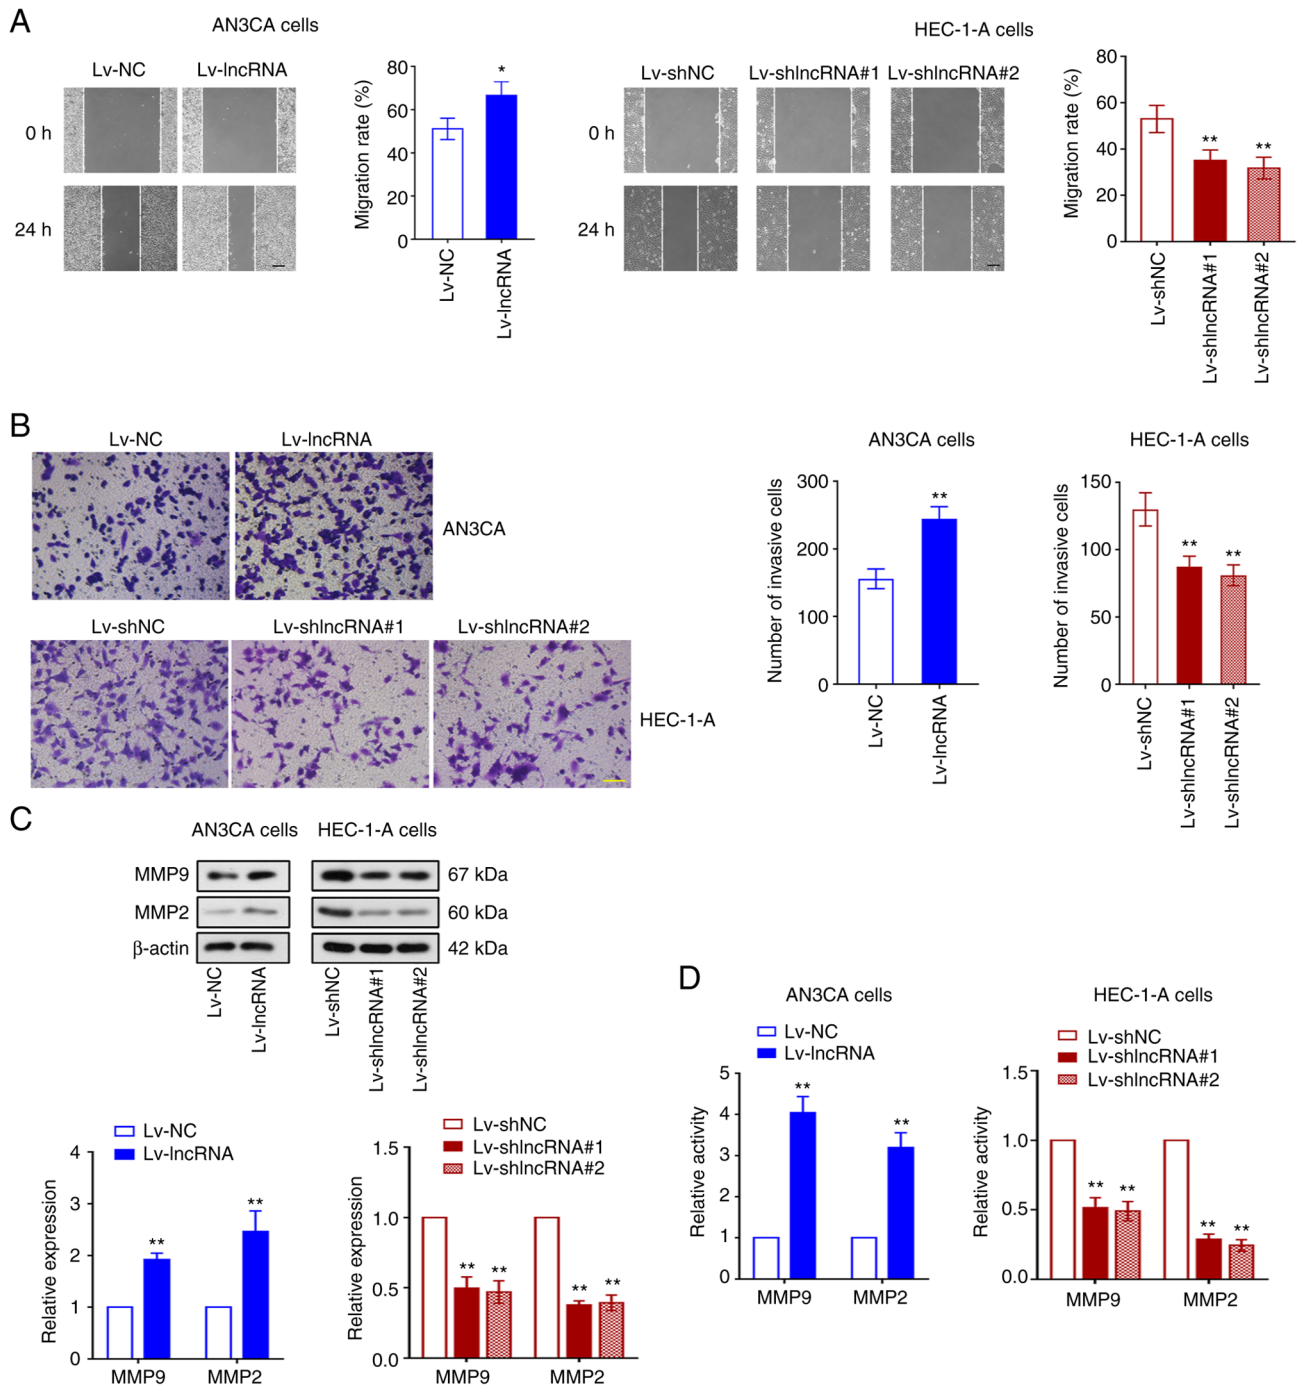 A
AN3CA cells
HEC-1-A cells
Lv-NC
Lv-lncRNA
0 h
24 h
80
60
40
20
0
Migration rate (%)
*
Lv-NC
Lv-lncRNA
Lv-shNC
Lv-shlncRNA#1
Lv-shlncRNA#2
0 h
24 h
80
60
40
20
0
Migration rate (%)
**
**
Lv-shNC
Lv-shlncRNA#1
Lv-shlncRNA#2
B
Lv-NC
Lv-lncRNA
AN3CA
Lv-shNC
Lv-shlncRNA#1
Lv-shlncRNA#2
HEC-1-A
AN3CA cells
300
200
100
0
Number of invasive cells
**
Lv-NC
Lv-lncRNA
HEC-1-A cells
150
100
50
0
Number of invasive cells
**
**
Lv-shNC
Lv-shlncRNA#1
Lv-shlncRNA#2
C
AN3CA cells
HEC-1-A cells
MMP9
67 kDa
MMP2
60 kDa
β-actin
42 kDa
Lv-NC
Lv-lncRNA
Lv-shNC
Lv-shlncRNA#1
Lv-shlncRNA#2
Lv-NC
Lv-lncRNA
4
3
2
1
0
Relative expression
**
**
MMP9
MMP2
Lv-shNC
Lv-shlncRNA#1
Lv-shlncRNA#2
1.5
1.0
0.5
0.0
Relative expression
**
**
**
**
MMP9
MMP2
D
AN3CA cells
Lv-NC
Lv-lncRNA
5
4
3
2
1
0
Relative activity
**
**
MMP9
MMP2
HEC-1-A cells
Lv-shNC
Lv-shlncRNA#1
Lv-shlncRNA#2
1.5
1.0
0.5
0.0
Relative activity
**
**
**
**
MMP9
MMP2